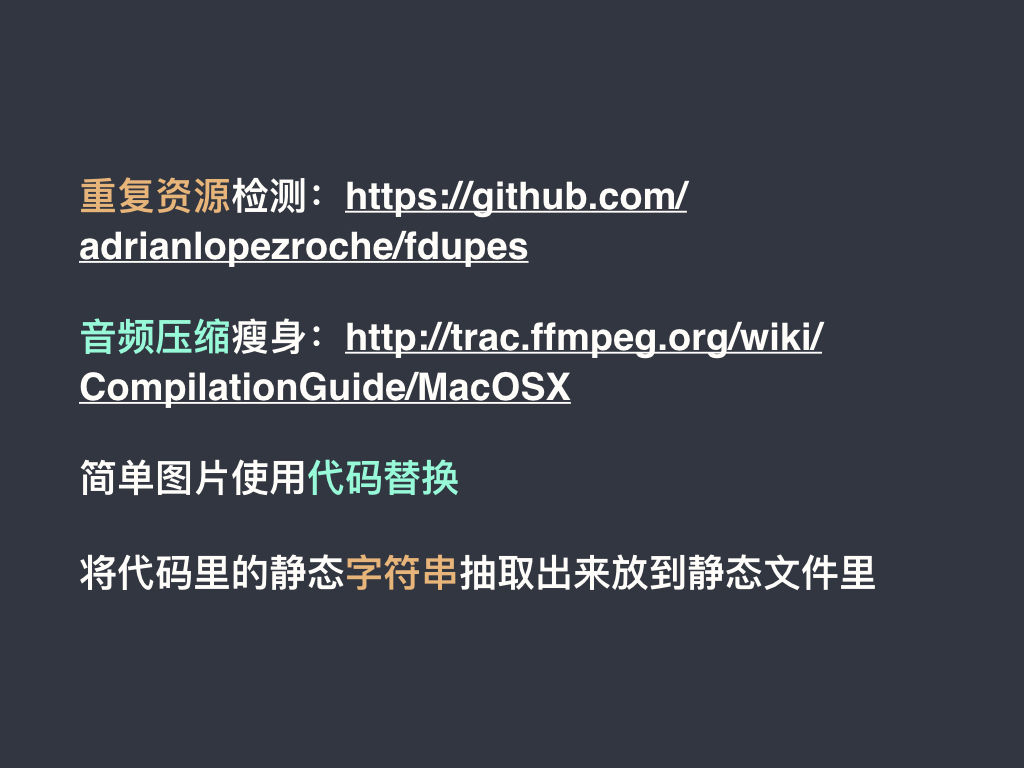 重复资源检测：https://github.com/
adrianlopezroche/fdupes
音频压缩瘦身：http://trac.ffmpeg.org/wiki/
CompilationGuide/MacOSX
简单图片使用代码替换
将代码里的静态字符串抽取出来放到静态文件里